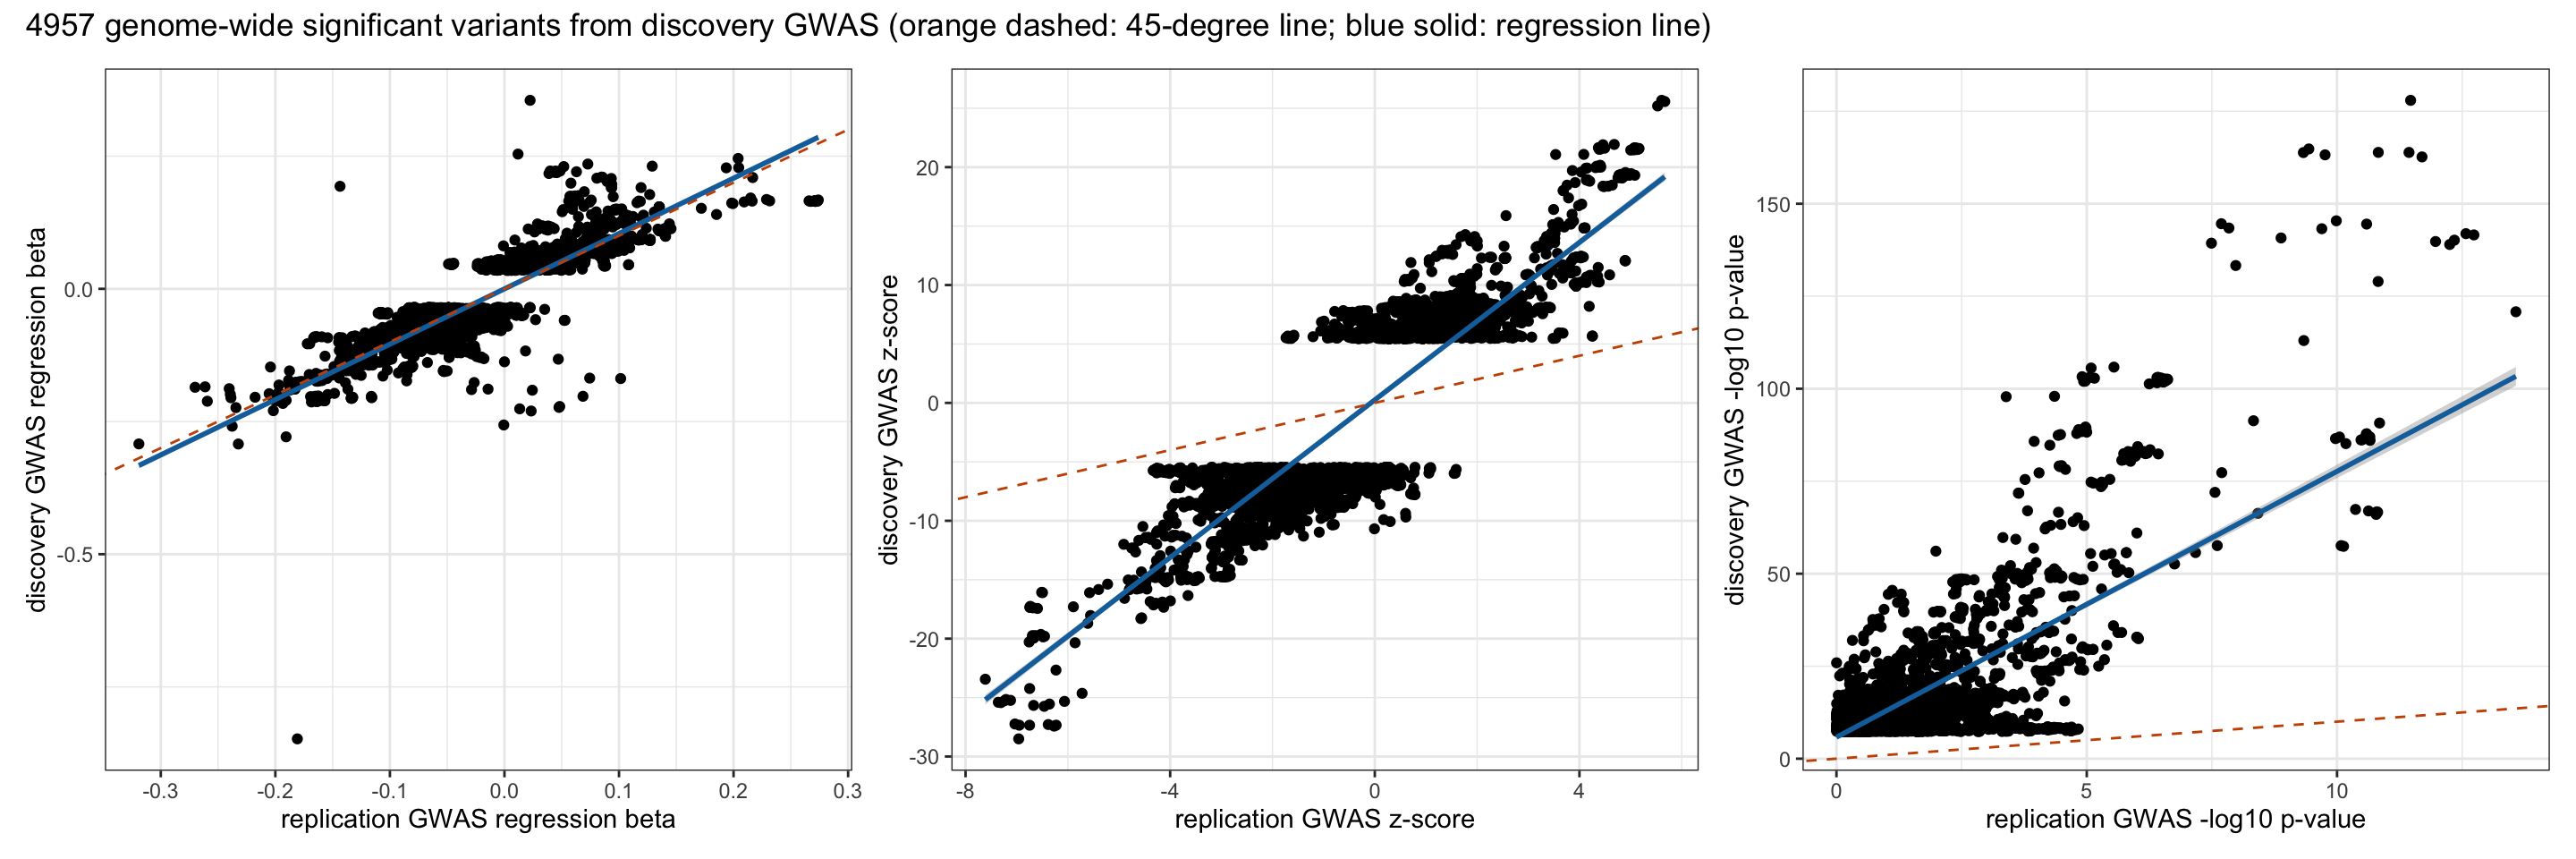 4957 genome-wide significant variants from discovery GWAS (orange dashed: 45-degree line; blue solid: regression line)
discovery GWAS regression beta
0.0
-0.5
-0.3 -0.2 -0.1 0.0 0.1 0.2 0.3
replication GWAS regression beta
discovery GWAS z-score
20
10
0
-10
-20
-30
-8 -4 0 4
replication GWAS z-score
discovery GWAS -log10 p-value
150
100
50
0
0 5 10
replication GWAS -log10 p-value